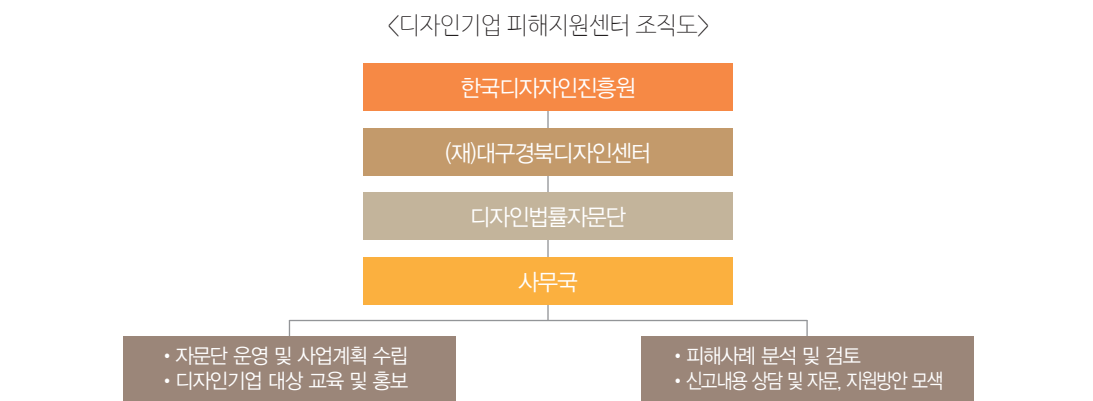 <디자인기업 피해지원센터 조직도>
한국디자자인진흥원
(재)대구경북디자인센터
디자인법률자문단
사무국
• 자문단 운영 및 사업계획 수립
• 디자인기업 대상 교육 및 홍보
• 피해사례 분석 및 검토
• 신고내용 상담 및 자문, 지원방안 모색